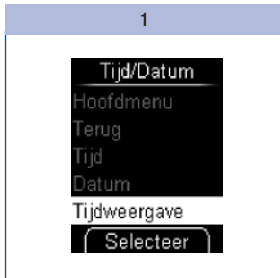 1
Tijd/Datum
Hoofdmenu
Terug
Tijd
Datum
Tijdweergave
Selecteer